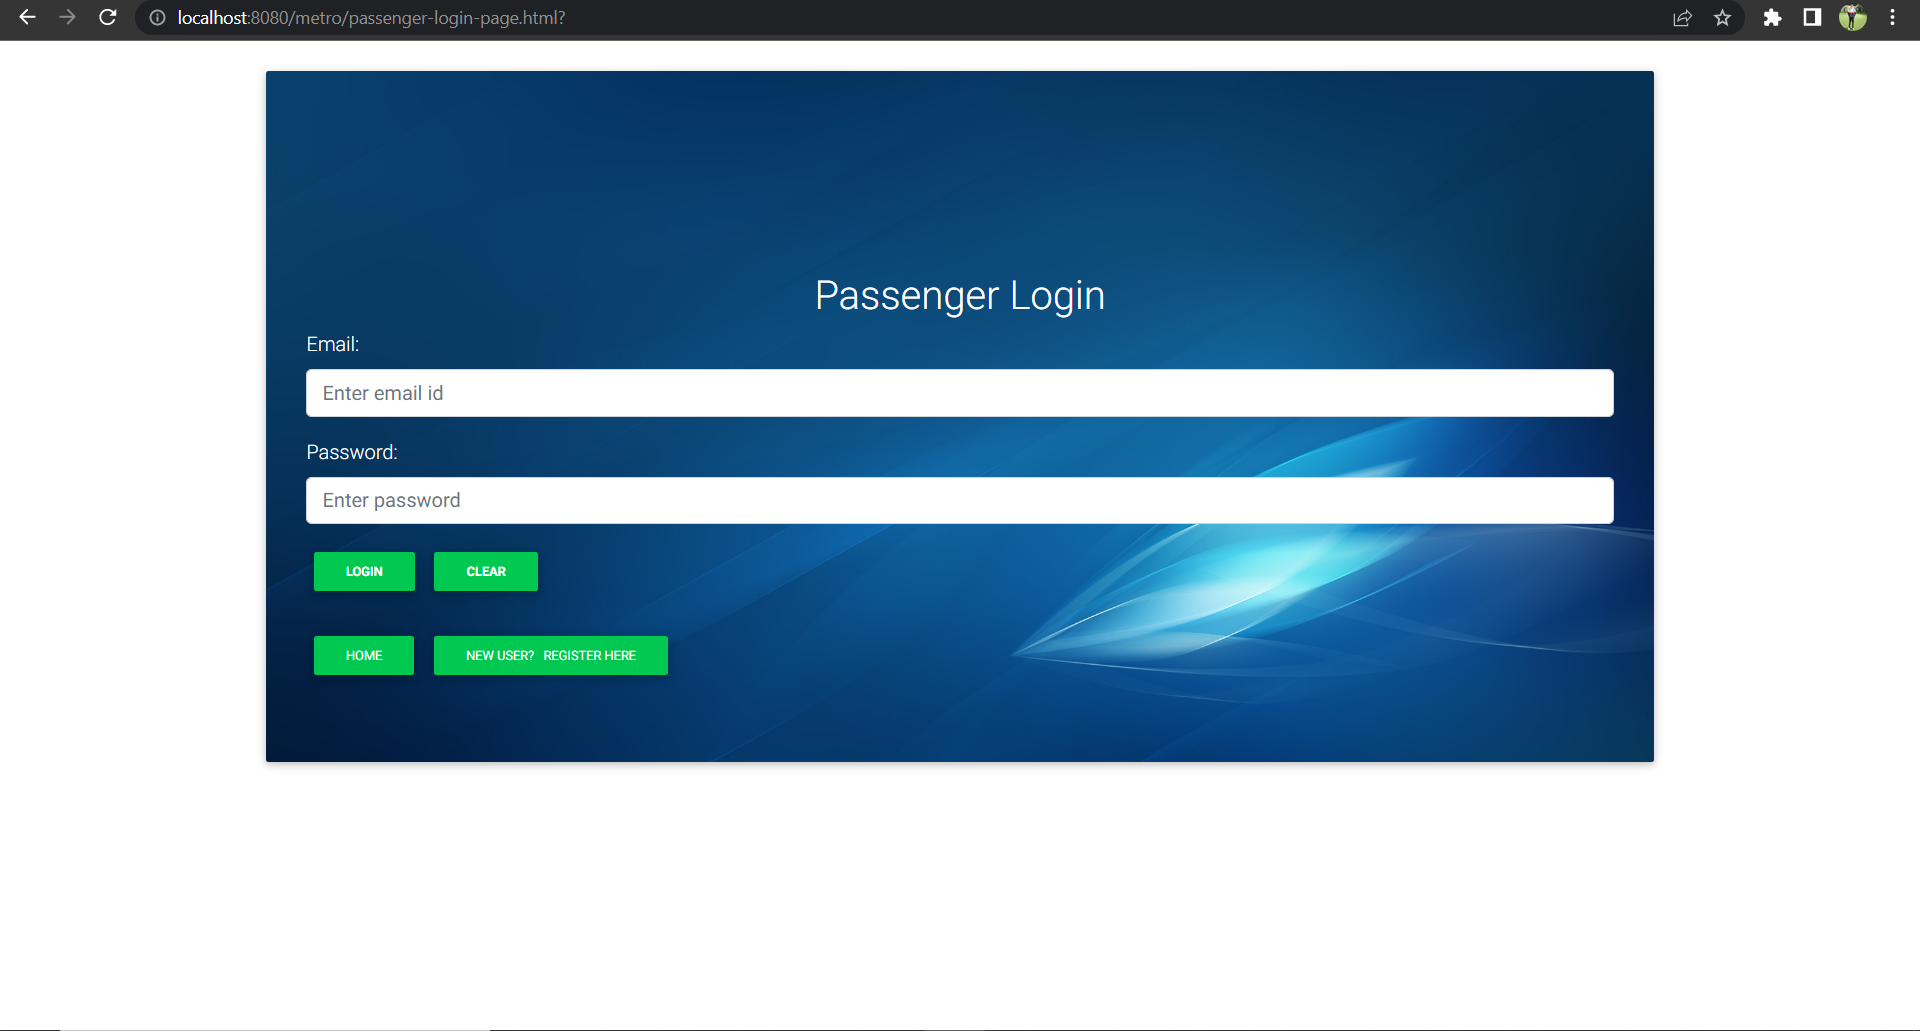 localhost:8080/metro/passenger-login-page.html?
Passenger Login
Email:
Enter email id
Password:
Enter password
LOGIN CLEAR
HOME NEW USER? REGISTER HERE